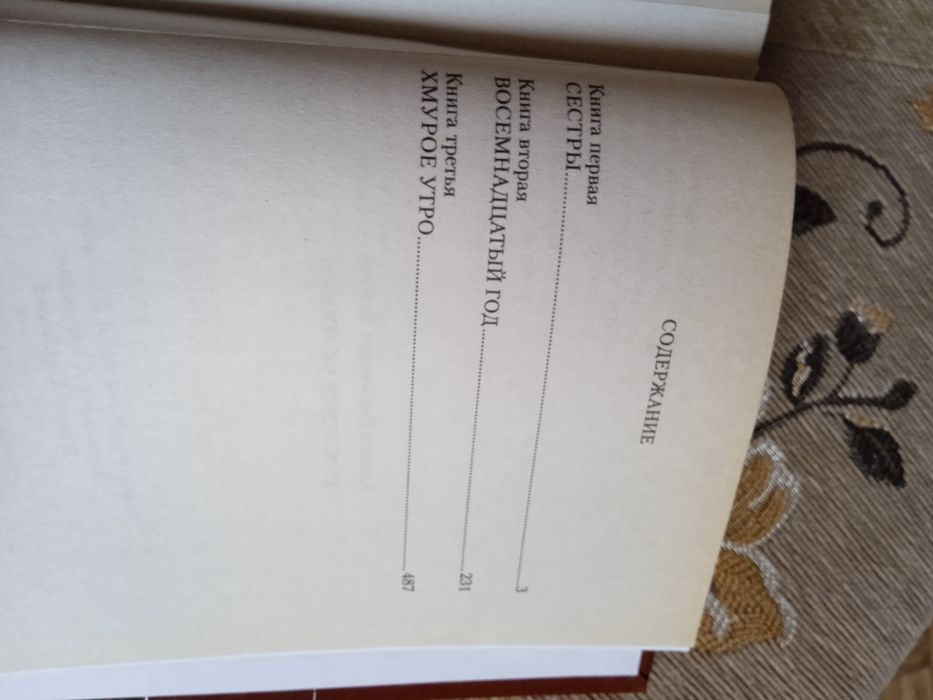 СОДЕРЖАНИЕ
Книга первая
СЕСТРЫ..........3
Книга вторая
ВОСЕМНАДЦАТЫЙ ГОД..........231
Книга третья
ХМУРОЕ УТРО..........487